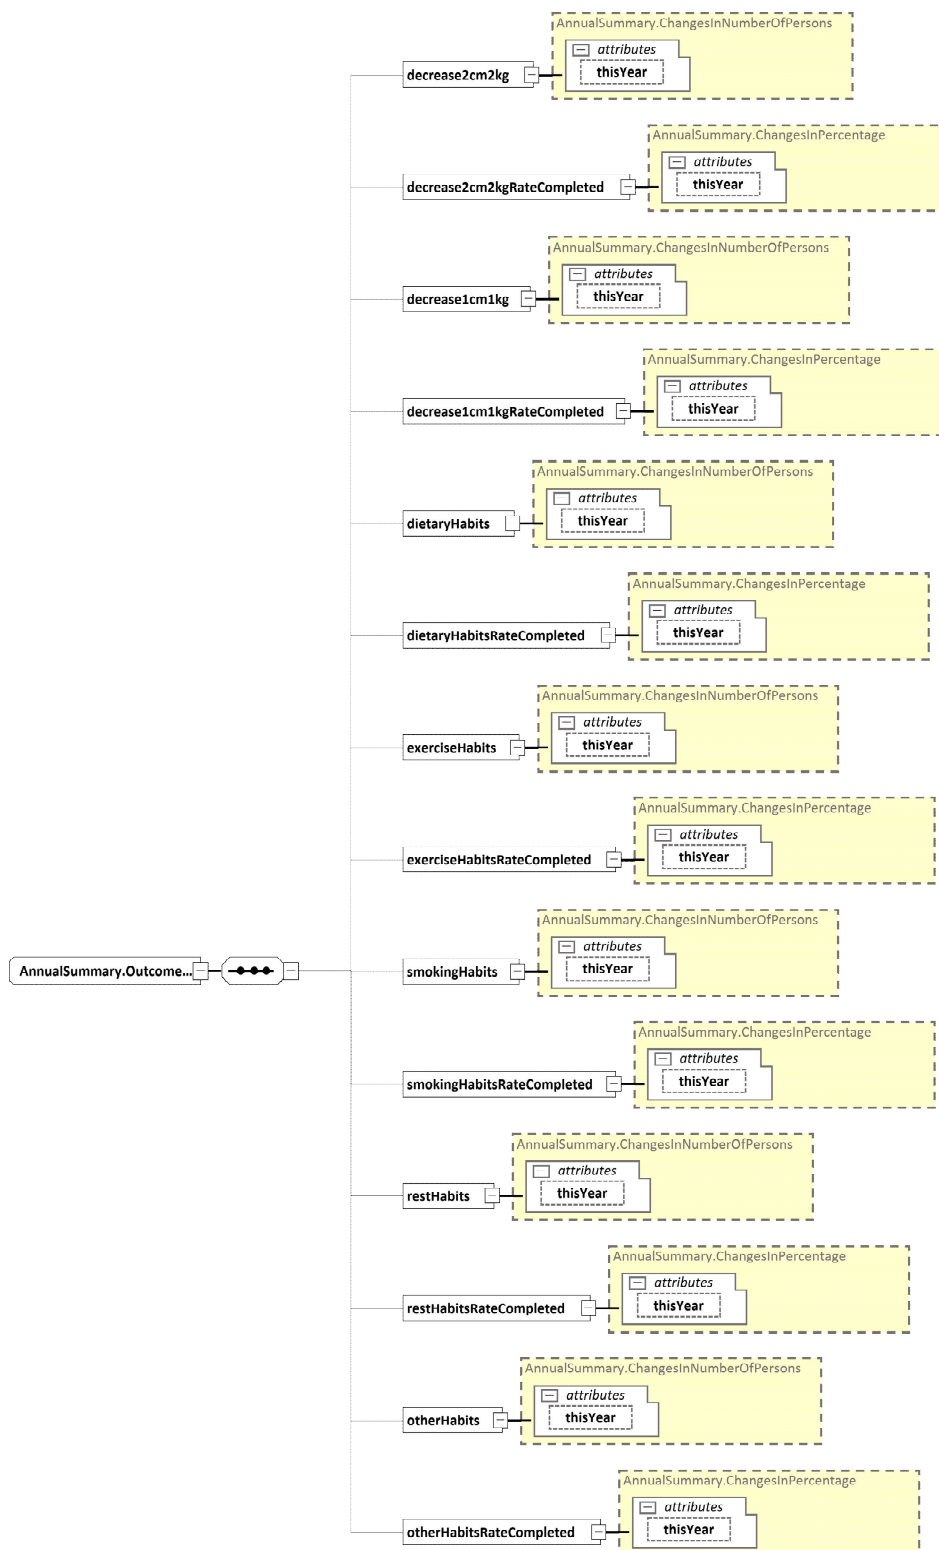 AnnualSummary.ChangesInNumberOfPersons
attributes
decrease2cm2kg
thisYear
AnnualSummary.ChangesInPercentage
attributes
decrease2cm2kgRateCompleted
thisYear
AnnualSummary.ChangesInNumberOfPersons
attributes
decrease1cm1kg
thisYear
AnnualSummary.ChangesInPercentage
attributes
decrease1cm1kgRateCompleted
thisYear
AnnualSummary.ChangesInNumberOfPersons
attributes
dietaryHabits
thisYear
AnnualSummary.ChangesInPercentage
attributes
dietaryHabitsRateCompleted
thisYear
AnnualSummary.ChangesInNumberOfPersons
attributes
exerciseHabits
thisYear
AnnualSummary.ChangesInPercentage
attributes
exerciseHabitsRateCompleted
thisYear
AnnualSummary.ChangesInNumberOfPersons
attributes
AnnualSummary.Outcome...
smokingHabits
thisYear
AnnualSummary.ChangesInPercentage
attributes
smokingHabitsRateCompleted
thisYear
AnnualSummary.ChangesInNumberOfPersons
attributes
restHabits
thisYear
AnnualSummary.ChangesInPercentage
attributes
restHabitsRateCompleted
thisYear
AnnualSummary.ChangesInNumberOfPersons
attributes
otherHabits
thisYear
AnnualSummary.ChangesInPercentage
attributes
otherHabitsRateCompleted
thisYear